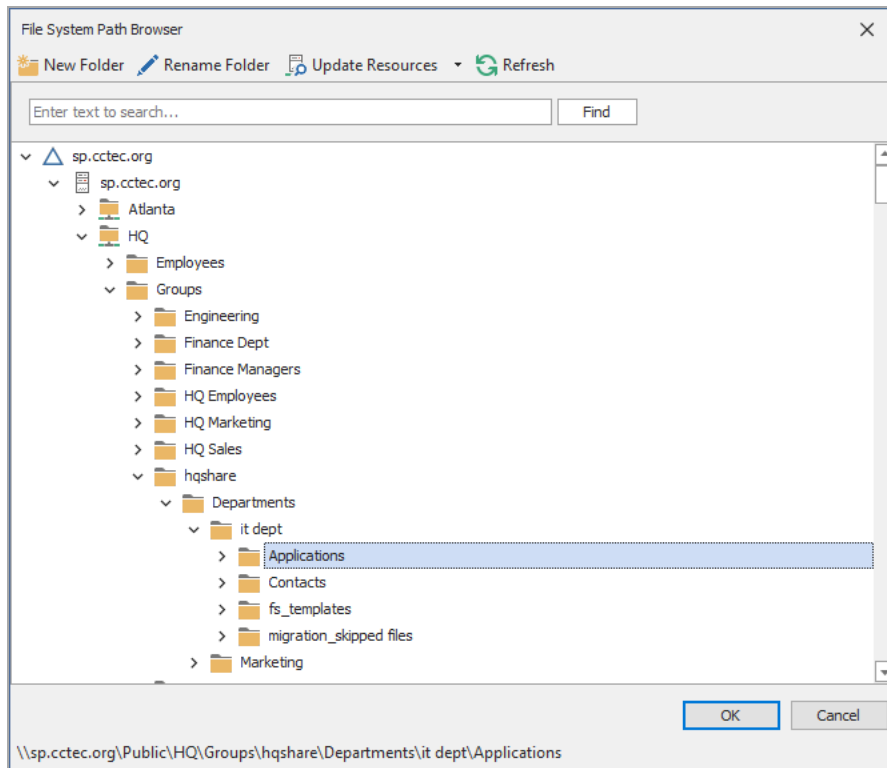 File System Path Browser
New Folder Rename Folder Update Resources Refresh
Enter text to search... Find
sp.cctec.org
sp.cctec.org
Atlanta
HQ
Employees
Groups
Engineering
Finance Dept
Finance Managers
HQ Employees
HQ Marketing
HQ Sales
hqshare
Departments
it dept
Applications
Contacts
fs_templates
migration_skipped files
Marketing
OK Cancel
\\sp.cctec.org\Public\HQ\Groups\hqshare\Departments\it dept\Applications